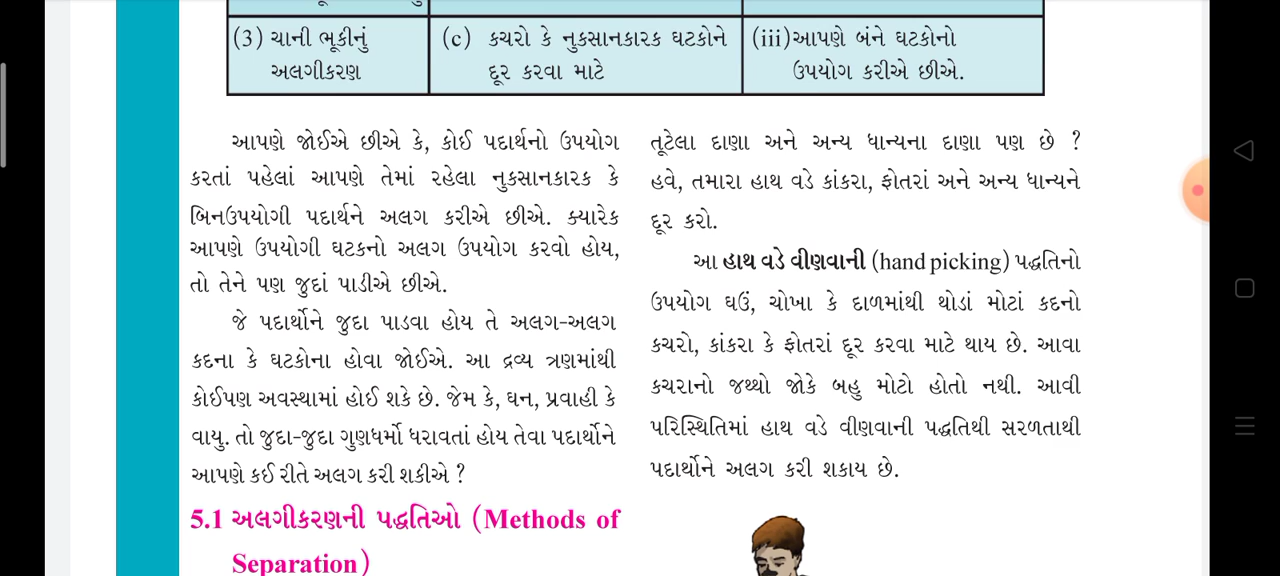 (3) ચાની ભૂકીનું
અલગીકરણ
(c) કચરો કે નુકસાનકારક ઘટકોને
દૂર કરવા માટે
(iii) આપણે બંને ઘટકોનો
ઉપયોગ કરીએ છીએ.
આપણે જોઈએ છીએ કે, કોઈ પદાર્થનો ઉપયોગ
કરતાં પહેલાં આપણે તેમાં રહેલા નુકસાનકારક કે
બિનઉપયોગી પદાર્થને અલગ કરીએ છીએ. ક્યારેક
આપણે ઉપયોગી ઘટકનો અલગ ઉપયોગ કરવો હોય,
તો તેને પણ જુદાં પાડીએ છીએ.
જે પદાર્થોને જુદા પાડવા હોય તે અલગ-અલગ
કદના કે ઘટકોના હોવા જોઈએ. આ દ્રવ્ય ત્રણમાંથી
કોઈપણ અવસ્થામાં હોઈ શકે છે. જેમ કે, ઘન, પ્રવાહી કે
વાયુ. તો જુદા-જુદા ગુણધર્મો ધરાવતાં હોય તેવા પદાર્થોને
આપણે કઈ રીતે અલગ કરી શકીએ ?
5.1 અલગીકરણની પદ્ધતિઓ (Methods of
Separation)
તૂટેલા દાણા અને અન્ય ધાન્યના દાણા પણ છે ?
હવે, તમારા હાથ વડે કાંકરા, ફોતરાં અને અન્ય ધાન્યને
દૂર કરો.
આ હાથ વડે વીણવાની (hand picking) પદ્ધતિનો
ઉપયોગ ઘઉં, ચોખા કે દાળમાંથી થોડાં મોટાં કદનો
કચરો, કાંકરા કે ફોતરાં દૂર કરવા માટે થાય છે. આવા
કચરાનો જથ્થો જોકે બહુ મોટો હોતો નથી. આવી
પરિસ્થિતિમાં હાથ વડે વીણવાની પદ્ધતિથી સરળતાથી
પદાર્થોને અલગ કરી શકાય છે.